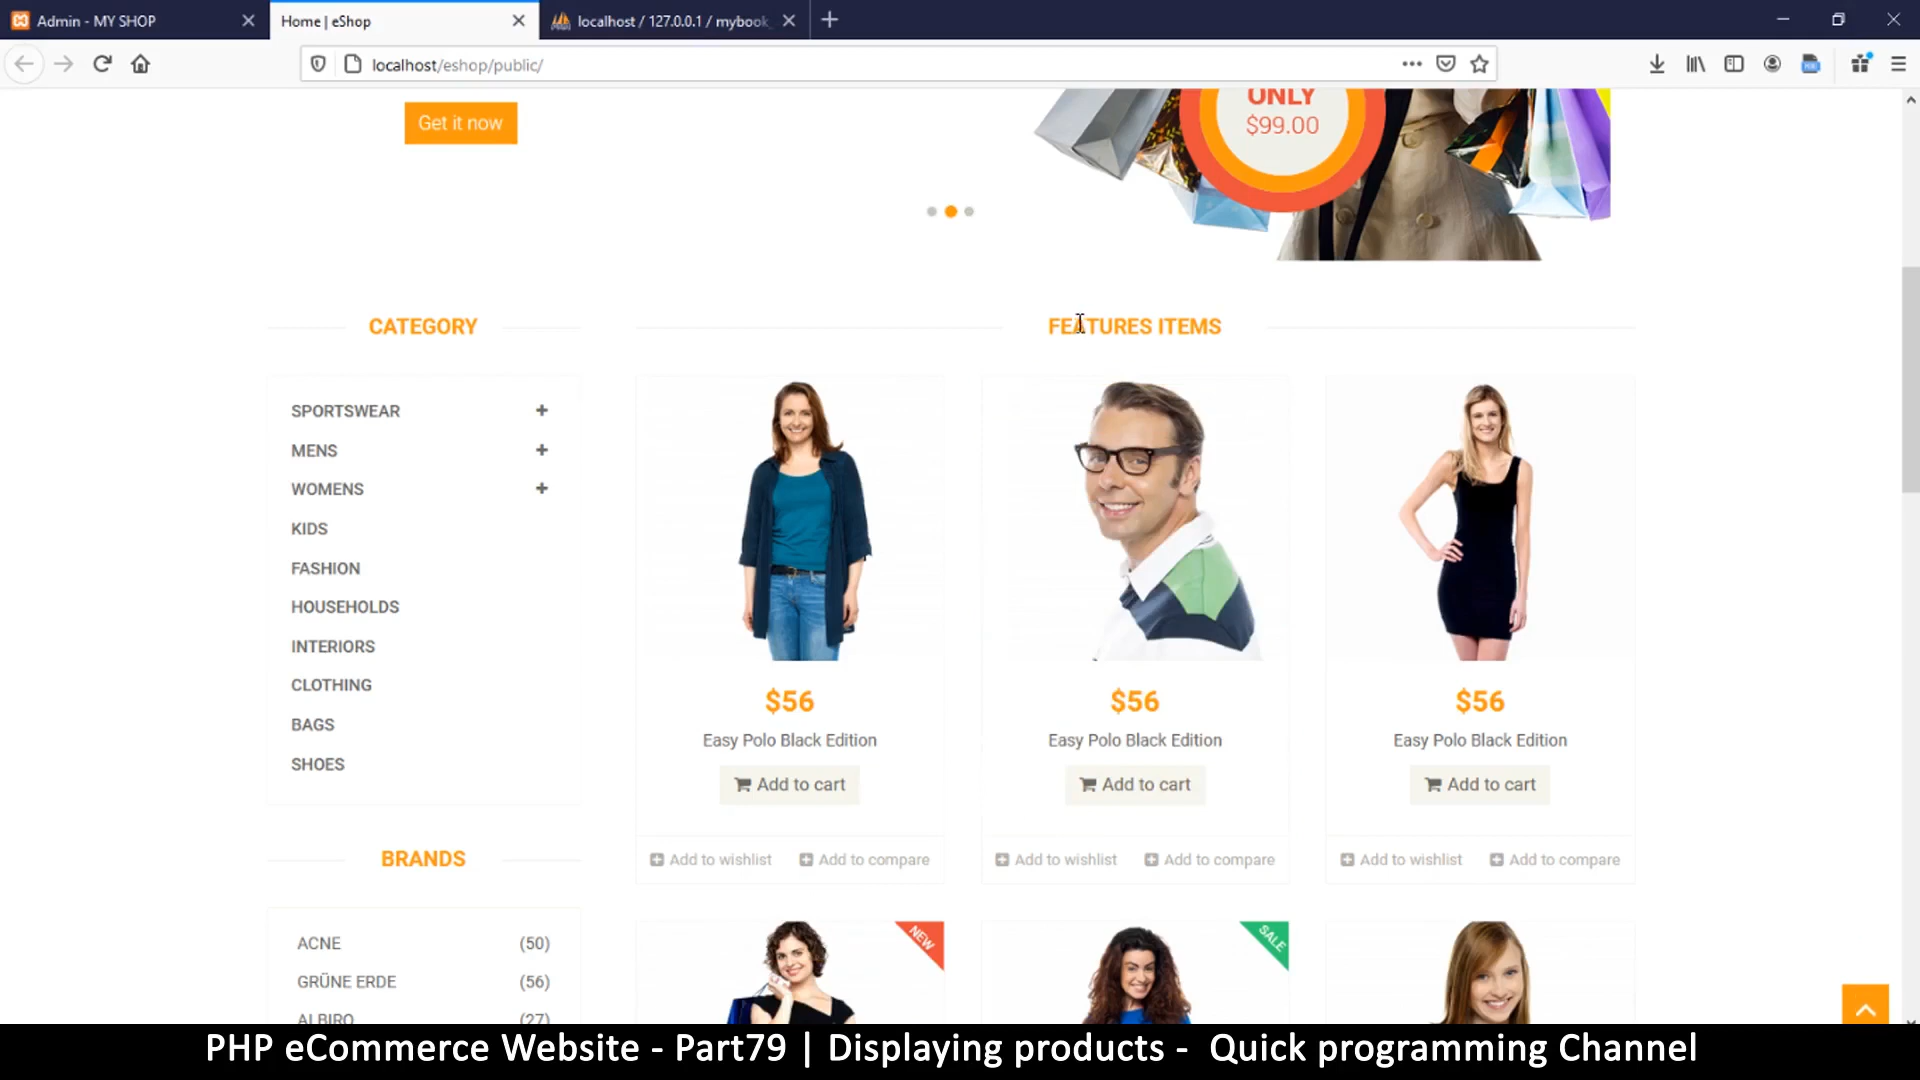 Admin - MY SHOP
Home | eShop
localhost / 127.0.0.1 / mybook_
localhost/eshop/public/
Get it now
ONLY
$99.00
CATEGORY
FEATURES ITEMS
SPORTSWEAR
MENS
WOMENS
KIDS
FASHION
HOUSEHOLDS
INTERIORS
CLOTHING
BAGS
SHOES
$56
$56
$56
Easy Polo Black Edition
Easy Polo Black Edition
Easy Polo Black Edition
Add to cart
Add to cart
Add to cart
Add to wishlist
Add to compare
Add to wishlist
Add to compare
Add to wishlist
Add to compare
BRANDS
ACNE (50)
GRÜNE ERDE (56)
ALBIRO (27)
NEW
SALE
PHP eCommerce Website - Part79 | Displaying products - Quick programming Channel